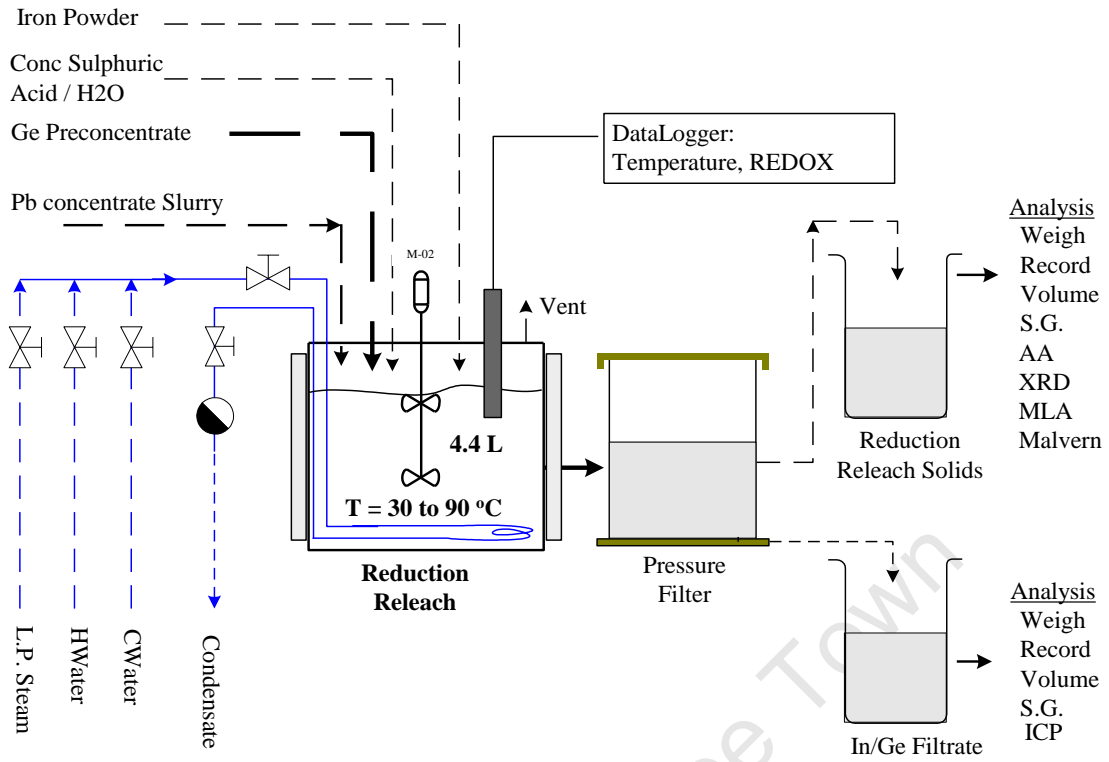 Iron Powder
Conc Sulphuric
Acid / H2O
Ge Preconcentrate
Pb concentrate Slurry
DataLogger:
Temperature, REDOX
M-02
Vent
4.4 L
T = 30 to 90 ºC
Reduction
Releach
Pressure
Filter
Reduction
Releach Solids
Analysis
Weigh
Record
Volume
S.G.
AA
XRD
MLA
Malvern
In/Ge Filtrate
Analysis
Weigh
Record
Volume
S.G.
ICP
L.P. Steam
HWater
CWater
Condensate
Town